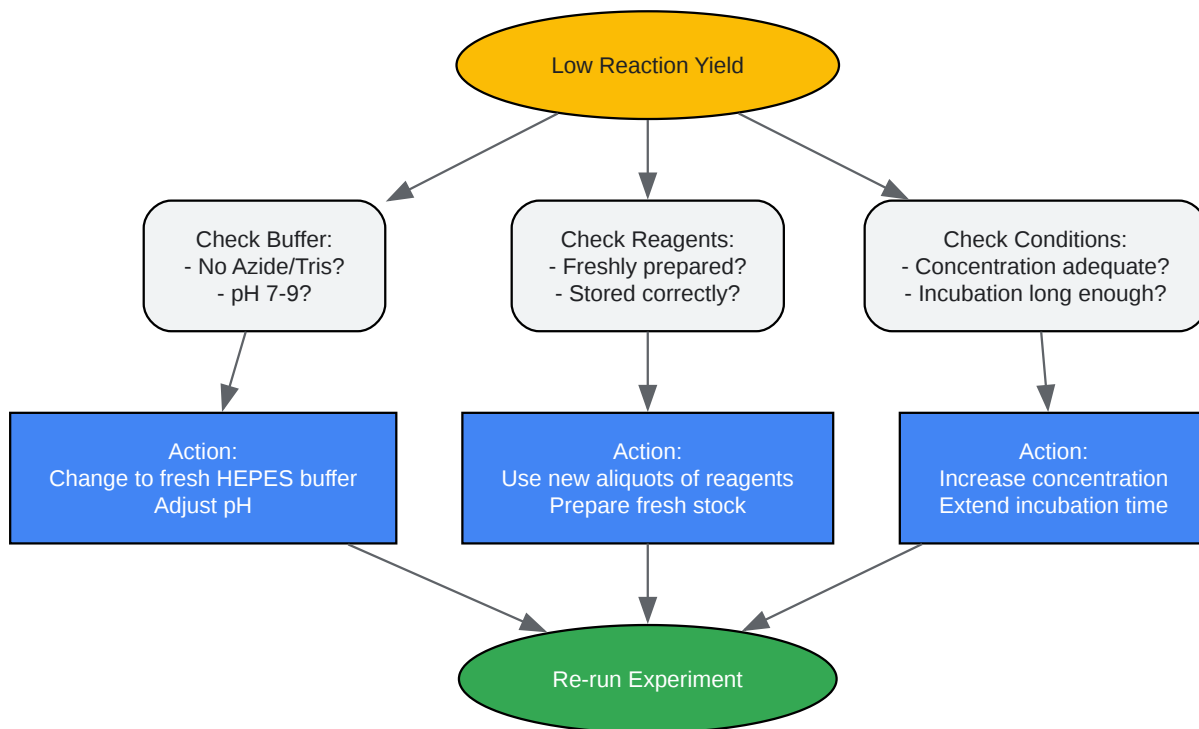 Low Reaction Yield
Check Buffer:
- No Azide/Tris?
- pH 7-9?
Check Reagents:
- Freshly prepared?
- Stored correctly?
Check Conditions:
- Concentration adequate?
- Incubation long enough?
Action:
Change to fresh HEPES buffer
Adjust pH
Action:
Use new aliquots of reagents
Prepare fresh stock
Action:
Increase concentration
Extend incubation time
Re-run Experiment